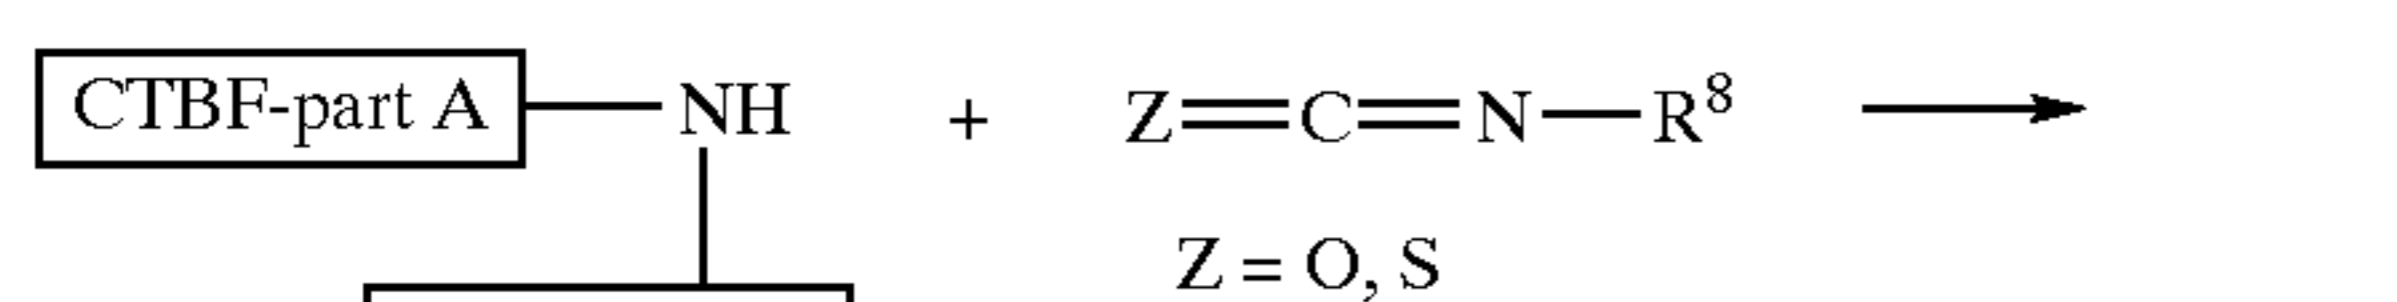 CTBF-part A—NH + Z=C=N—R⁸ ⟶
Z = O, S